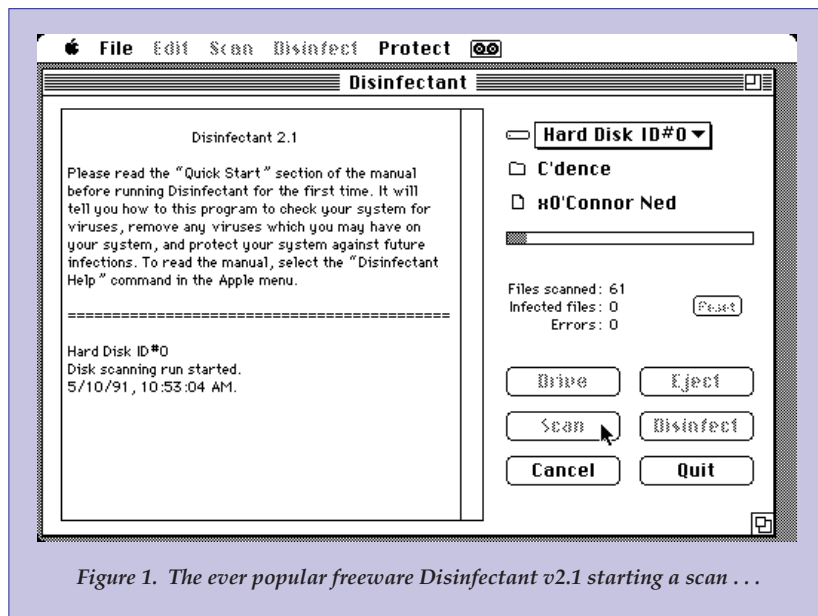 File Edit Scan Disinfect Protect
Disinfectant
Disinfectant 2.1
Please read the “Quick Start” section of the manual
before running Disinfectant for the first time. It will
tell you how to this program to check your system for
viruses, remove any viruses which you may have on
your system, and protect your system against future
infections. To read the manual, select the “Disinfectant
Help” command in the Apple menu.
============================================
Hard Disk ID#0
Disk scanning run started.
5/10/91, 10:53:04 AM.
Hard Disk ID#0
C'dence
xO'Connor Ned
Files scanned: 61
Infected files: 0
Errors: 0
Reset
Drive Eject
Scan Disinfect
Cancel Quit
Figure 1. The ever popular freeware Disinfectant v2.1 starting a scan . . .